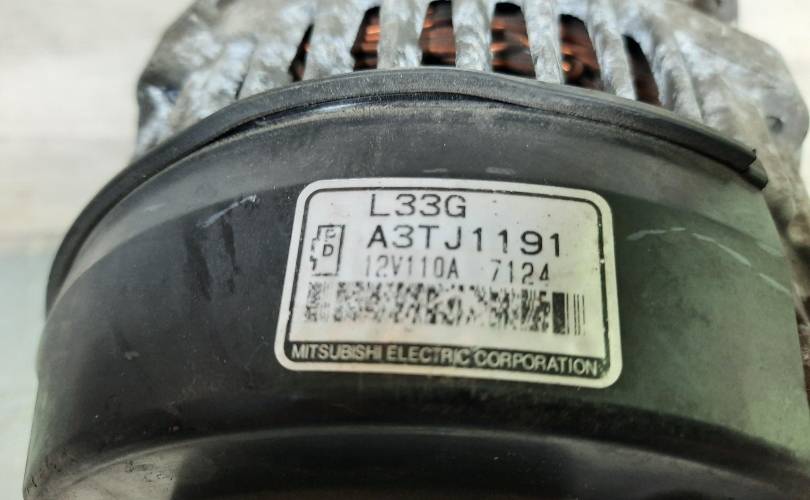 L33G
A3TJ1191
12V110A 7124
MITSUBISHI ELECTRIC CORPORATION